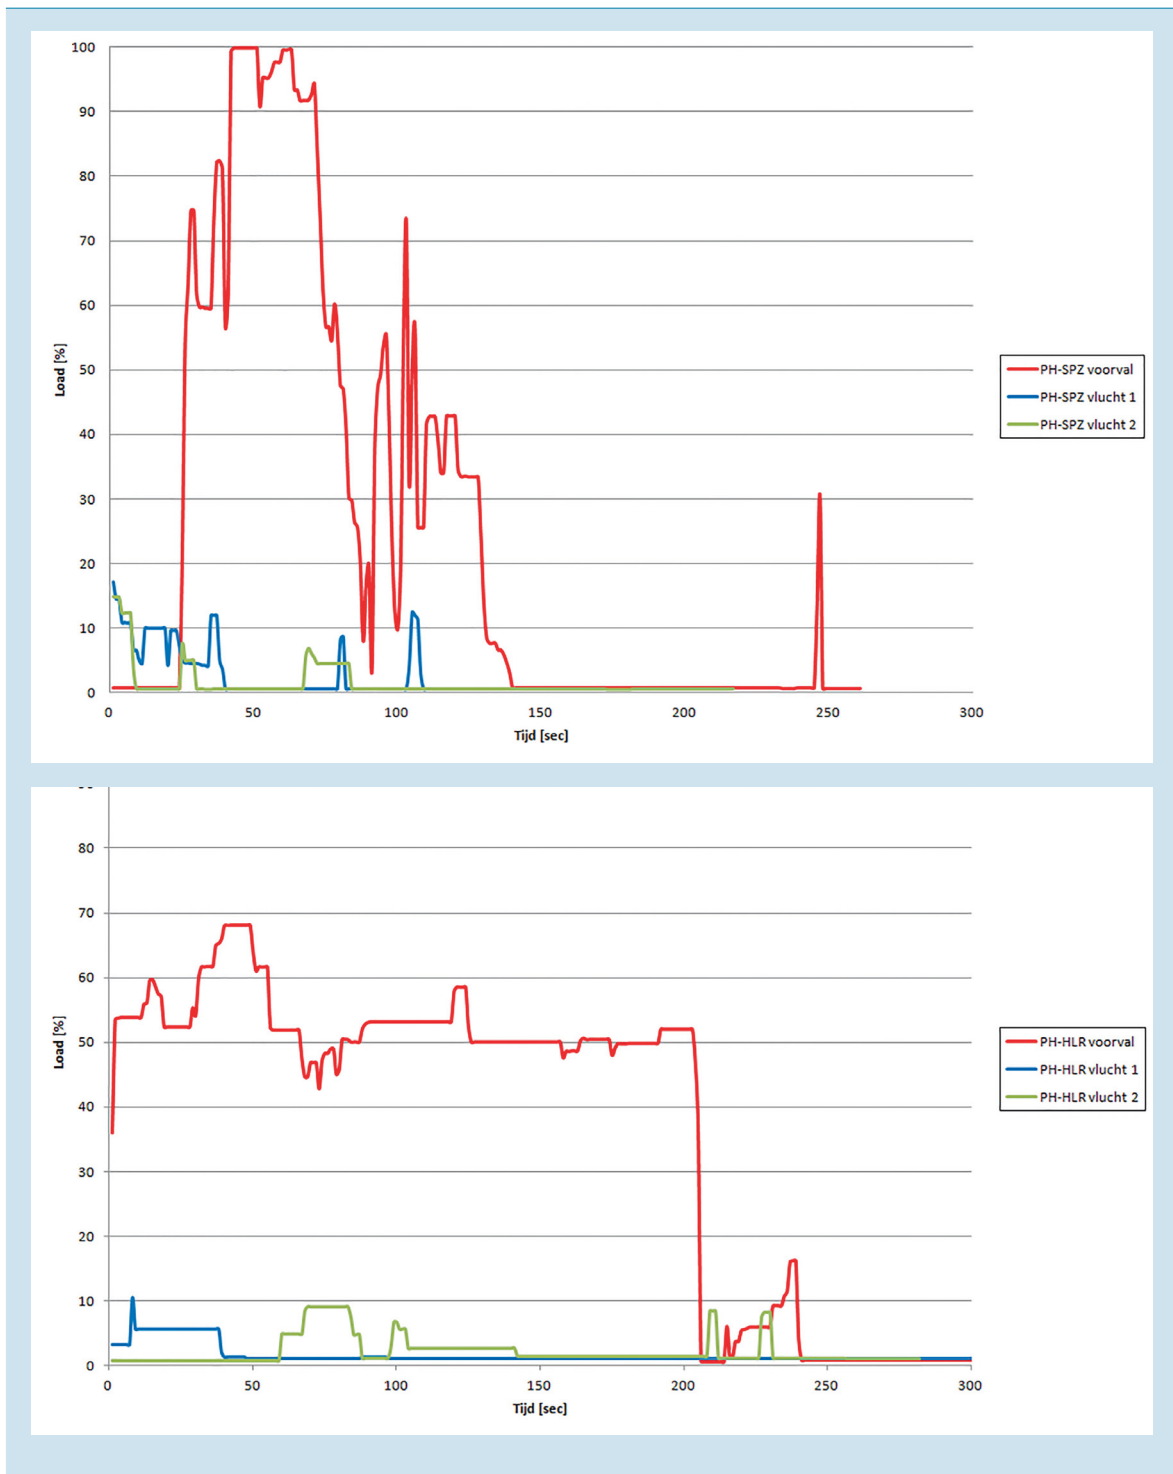 100
90
80
70
60
50
40
30
20
10
0
Load [%]
0 50 100 150 200 250 300
Tijd [sec]
PH-SPZ voorval
PH-SPZ vlucht 1
PH-SPZ vlucht 2
80
70
60
50
40
30
20
10
0
Load [%]
0 50 100 150 200 250 300
Tijd [sec]
PH-HLR voorval
PH-HLR vlucht 1
PH-HLR vlucht 2